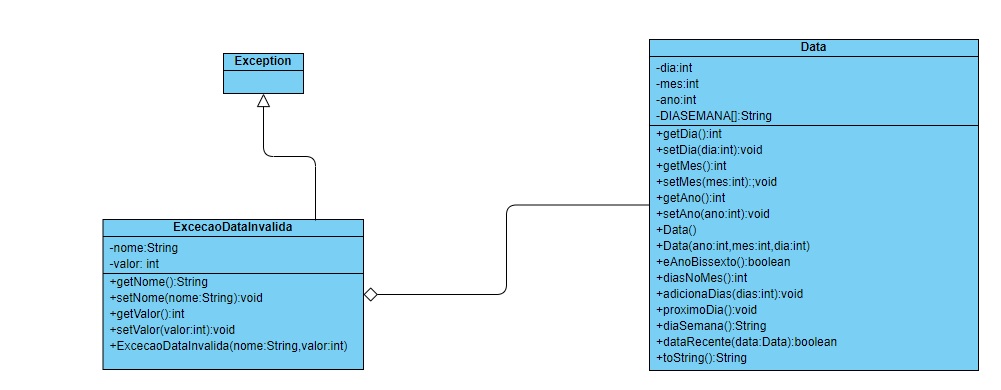 Exception
ExcecaoDataInvalida
-nome:String
-valor: int
+getNome():String
+setNome(nome:String):void
+getValor():int
+setValor(valor:int):void
+ExcecaoDataInvalida(nome:String,valor:int)
Data
-dia:int
-mes:int
-ano:int
-DIASEMANA[]:String
+getDia():int
+setDia(dia:int):void
+getMes():int
+setMes(mes:int):;void
+getAno():int
+setAno(ano:int):void
+Data()
+Data(ano:int,mes:int,dia:int)
+eAnoBissexto():boolean
+diasNoMes():int
+adicionaDias(dias:int):void
+proximoDia():void
+diaSemana():String
+dataRecente(data:Data):boolean
+toString():String